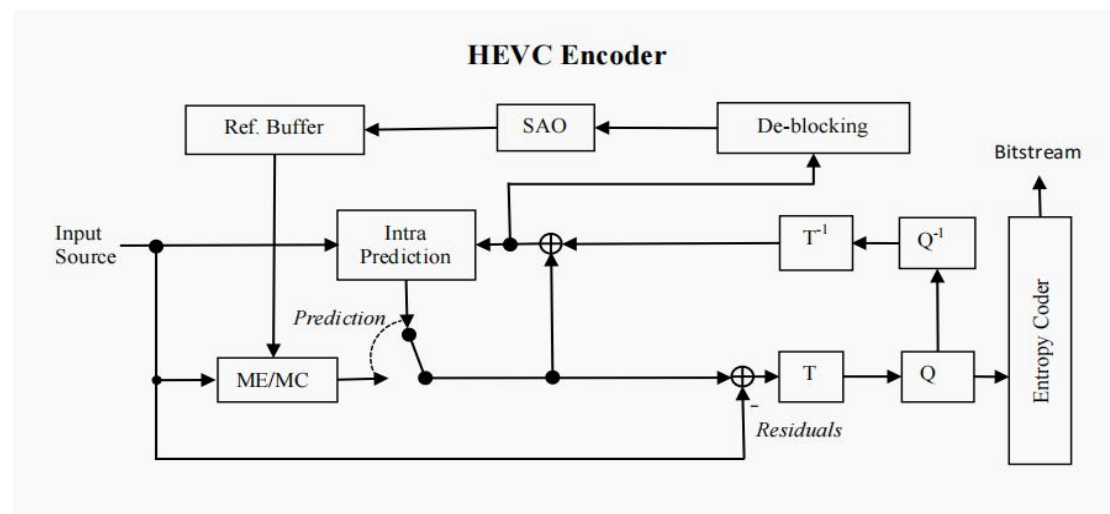 HEVC Encoder
Ref. Buffer
SAO
De-blocking
Bitstream
Input
Source
Intra
Prediction
T-1
Q-1
Prediction
ME/MC
T
Q
Entropy Coder
-
Residuals